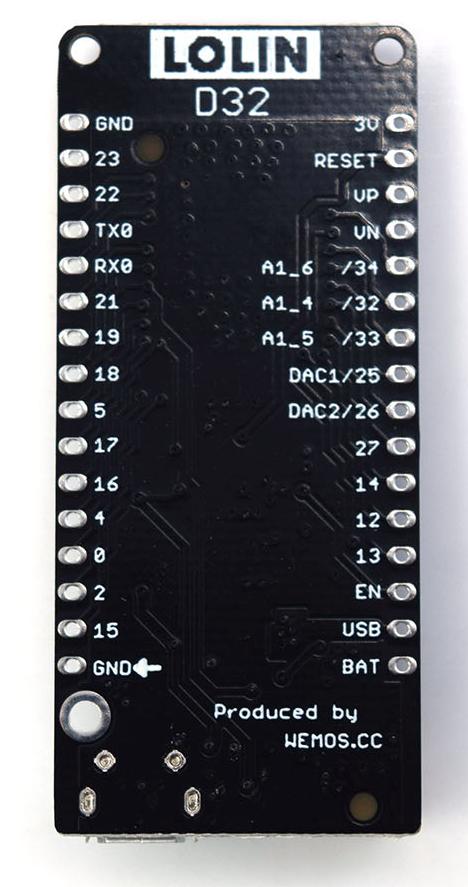 LOLIN
D32
GND 3V
23 RESET
22 VP
TX0 VN
RX0 A1_6 /34
21 A1_4 /32
19 A1_5 /33
18 DAC1/25
5 DAC2/26
17 27
16 14
4 12
0 13
2 EN
15 USB
GND BAT
Produced by
WEMOS.CC